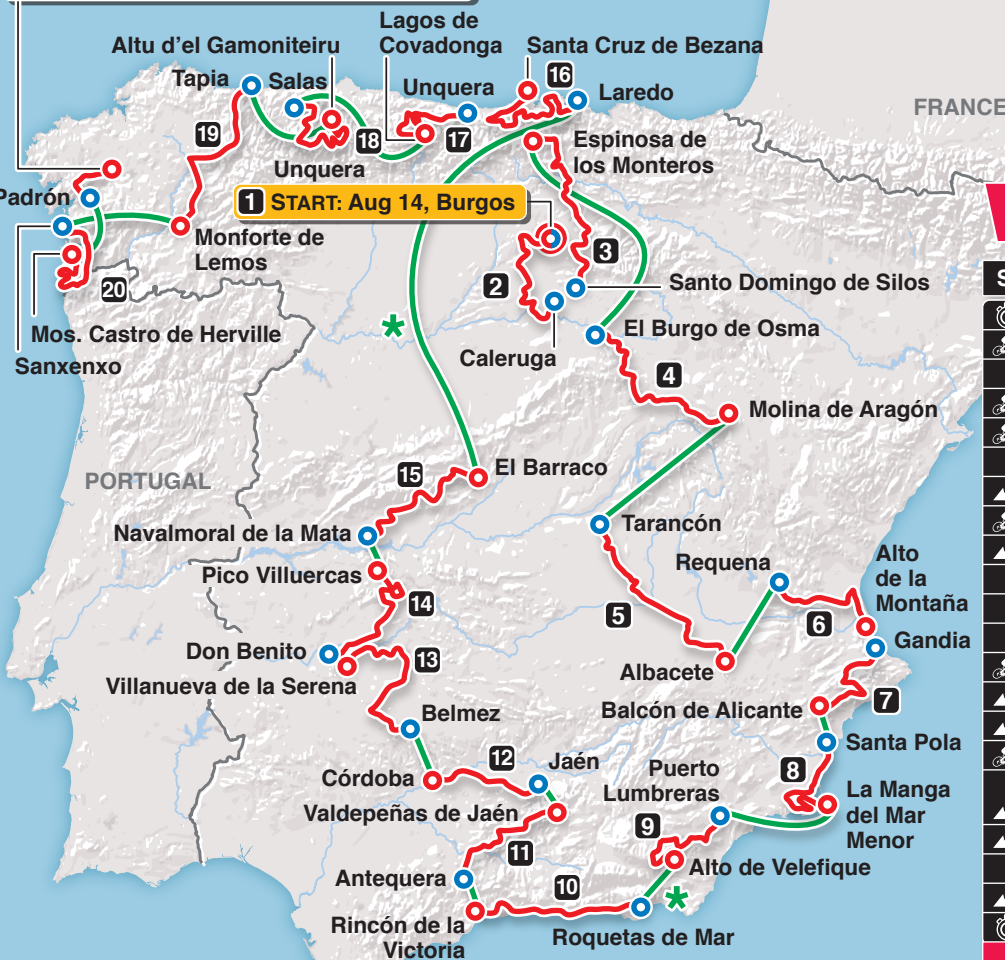 Lagos de
Covadonga
Altu d'el Gamoniteiru
Santa Cruz de Bezana
Tapia
Salas
Unquera
16
Laredo
FRANCE
19
18
17
Unquera
Espinosa de
los Monteros
Padrón
1 START: Aug 14, Burgos
Monforte de
Lemos
3
2
20
Santo Domingo de Silos
Mos. Castro de Herville
*
El Burgo de Osma
Sanxenxo
Caleruga
4
Molina de Aragón
PORTUGAL
15
El Barraco
Navalmoral de la Mata
Tarancón
Requena
Alto
de la
Montaña
Pico Villuercas
14
5
6
Don Benito
13
Gandia
Villanueva de la Serena
Albacete
7
Balcón de Alicante
Belmez
Santa Pola
12
Jaén
Puerto
Lumbreras
8
Córdoba
La Manga
del Mar
Menor
Valdepeñas de Jaén
9
11
Alto de Velefique
Antequera
10
*
Rincón de la
Victoria
Roquetas de Mar